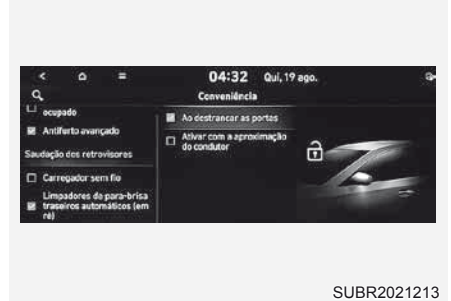 04:32 Qui, 19 ago.
Conveniência
ocupado
Antifurto avançado
Saudação dos retrovisores
Carregador sem fio
Limpadores do para-brisa
traseiros automáticos (em
ré)
Ao destrancar as portas
Ativar com a aproximação
do condutor
SUBR2021213